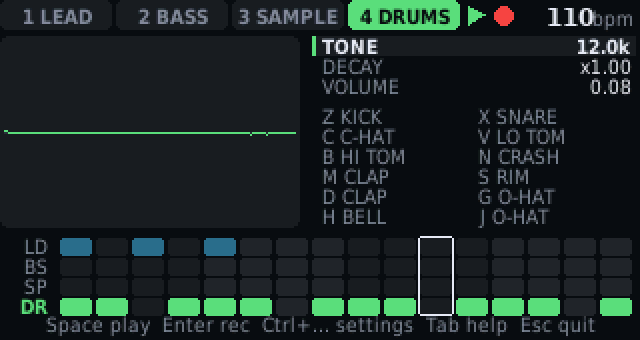 1 LEAD 2 BASS 3 SAMPLE 4 DRUMS 110bpm
TONE 12.0k
DECAY x1.00
VOLUME 0.08
Z KICK X SNARE
C C-HAT V LO TOM
B HI TOM N CRASH
M CLAP S RIM
D CLAP G O-HAT
H BELL J O-HAT
LD
BS
SP
DR
Space play Enter rec Ctrl+... settings Tab help Esc quit